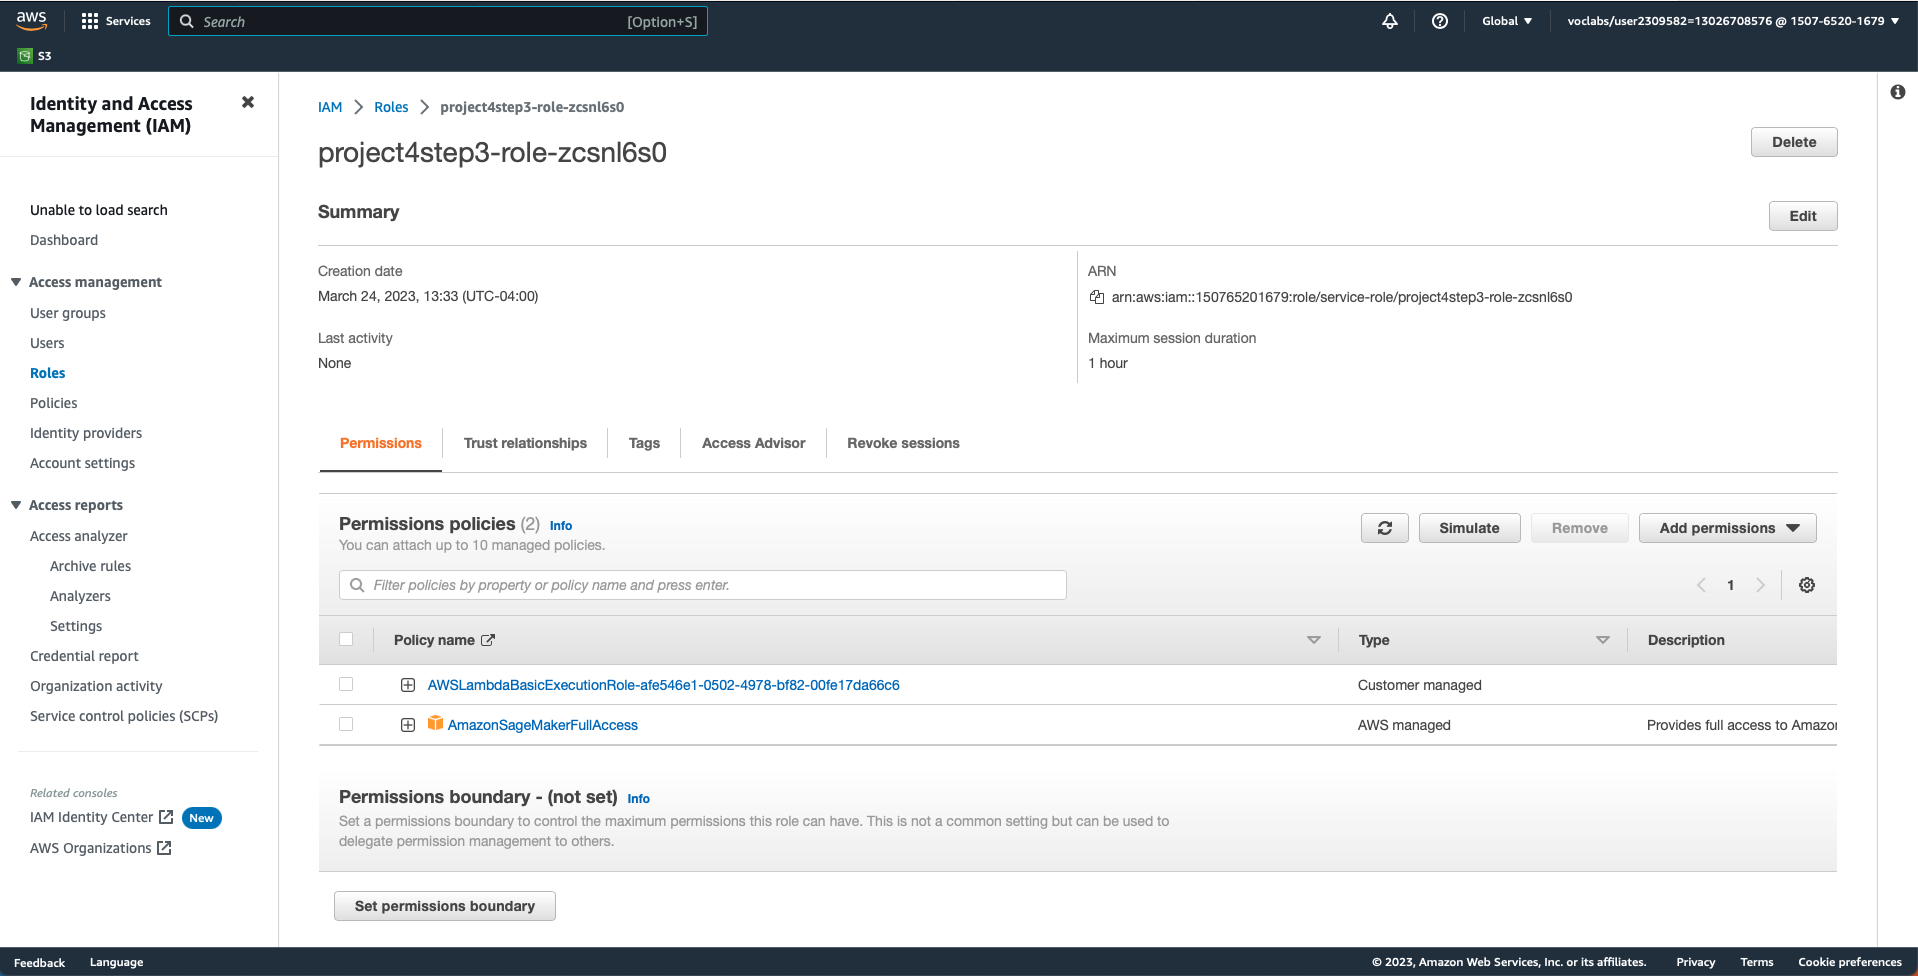 aws
Services
Search
[Option+S]
Global
voclabs/user2309582=13026708576 @ 1507-6520-1679
S3
Identity and Access
Management (IAM)
Unable to load search
Dashboard
Access management
User groups
Users
Roles
Policies
Identity providers
Account settings
Access reports
Access analyzer
Archive rules
Analyzers
Settings
Credential report
Organization activity
Service control policies (SCPs)
Related consoles
IAM Identity Center New
AWS Organizations
IAM > Roles > project4step3-role-zcsnl6s0
project4step3-role-zcsnl6s0
Delete
Summary
Edit
Creation date
March 24, 2023, 13:33 (UTC-04:00)
Last activity
None
ARN
arn:aws:iam::150765201679:role/service-role/project4step3-role-zcsnl6s0
Maximum session duration
1 hour
Permissions
Trust relationships
Tags
Access Advisor
Revoke sessions
Permissions policies (2) Info
You can attach up to 10 managed policies.
Simulate
Remove
Add permissions
Filter policies by property or policy name and press enter.
1
Policy name
Type
Description
AWSLambdaBasicExecutionRole-afe546e1-0502-4978-bf82-00fe17da66c6
Customer managed
AmazonSageMakerFullAccess
AWS managed
Provides full access to Amazon
Permissions boundary - (not set) Info
Set a permissions boundary to control the maximum permissions this role can have. This is not a common setting but can be used to
delegate permission management to others.
Set permissions boundary
Feedback
Language
© 2023, Amazon Web Services, Inc. or its affiliates.
Privacy
Terms
Cookie preferences